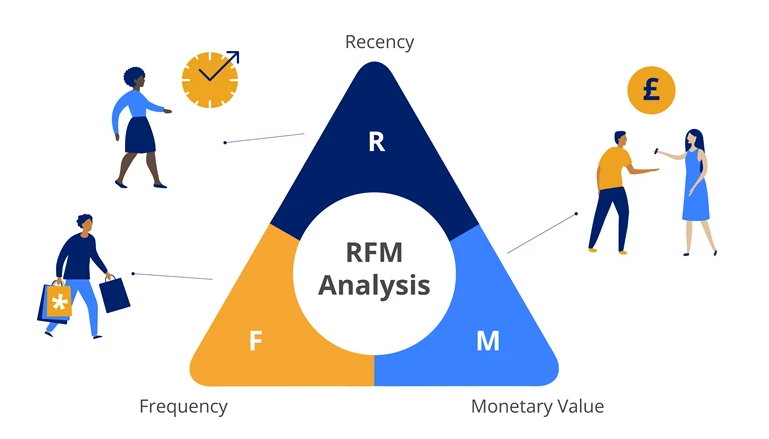 Recency
£
R
RFM
Analysis
F
M
Frequency
Monetary Value